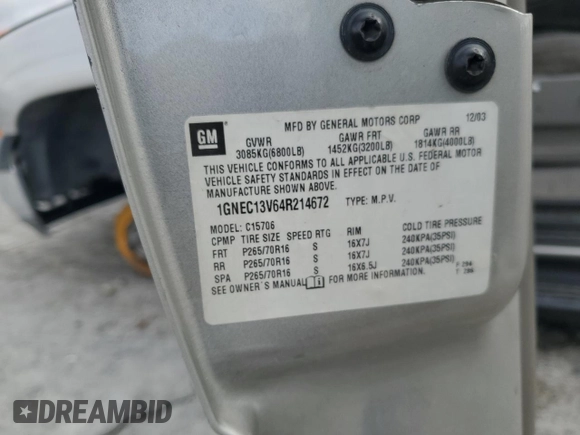 GM
MFD BY GENERAL MOTORS CORP 12/03
GVWR GAWR FRT GAWR RR
3085KG(6800LB) 1452KG(3200LB) 1814KG(4000LB)
THIS VEHICLE CONFORMS TO ALL APPLICABLE U.S. FEDERAL MOTOR
VEHICLE SAFETY STANDARDS IN EFFECT ON THE DATE OF
MANUFACTURE SHOWN ABOVE.
1GNEC13V64R214672 TYPE: M.P.V.
MODEL: C15706
CPMP TIRE SIZE SPEED RTG RIM COLD TIRE PRESSURE
FRT P265/70R16 S 16X7J 240KPA(35PSI)
RR P265/70R16 S 16X7J 240KPA(35PSI)
SPA P265/70R16 S 16X6.5J 240KPA(35PSI)
SEE OWNER'S MANUAL FOR MORE INFORMATION.
DREAMBID